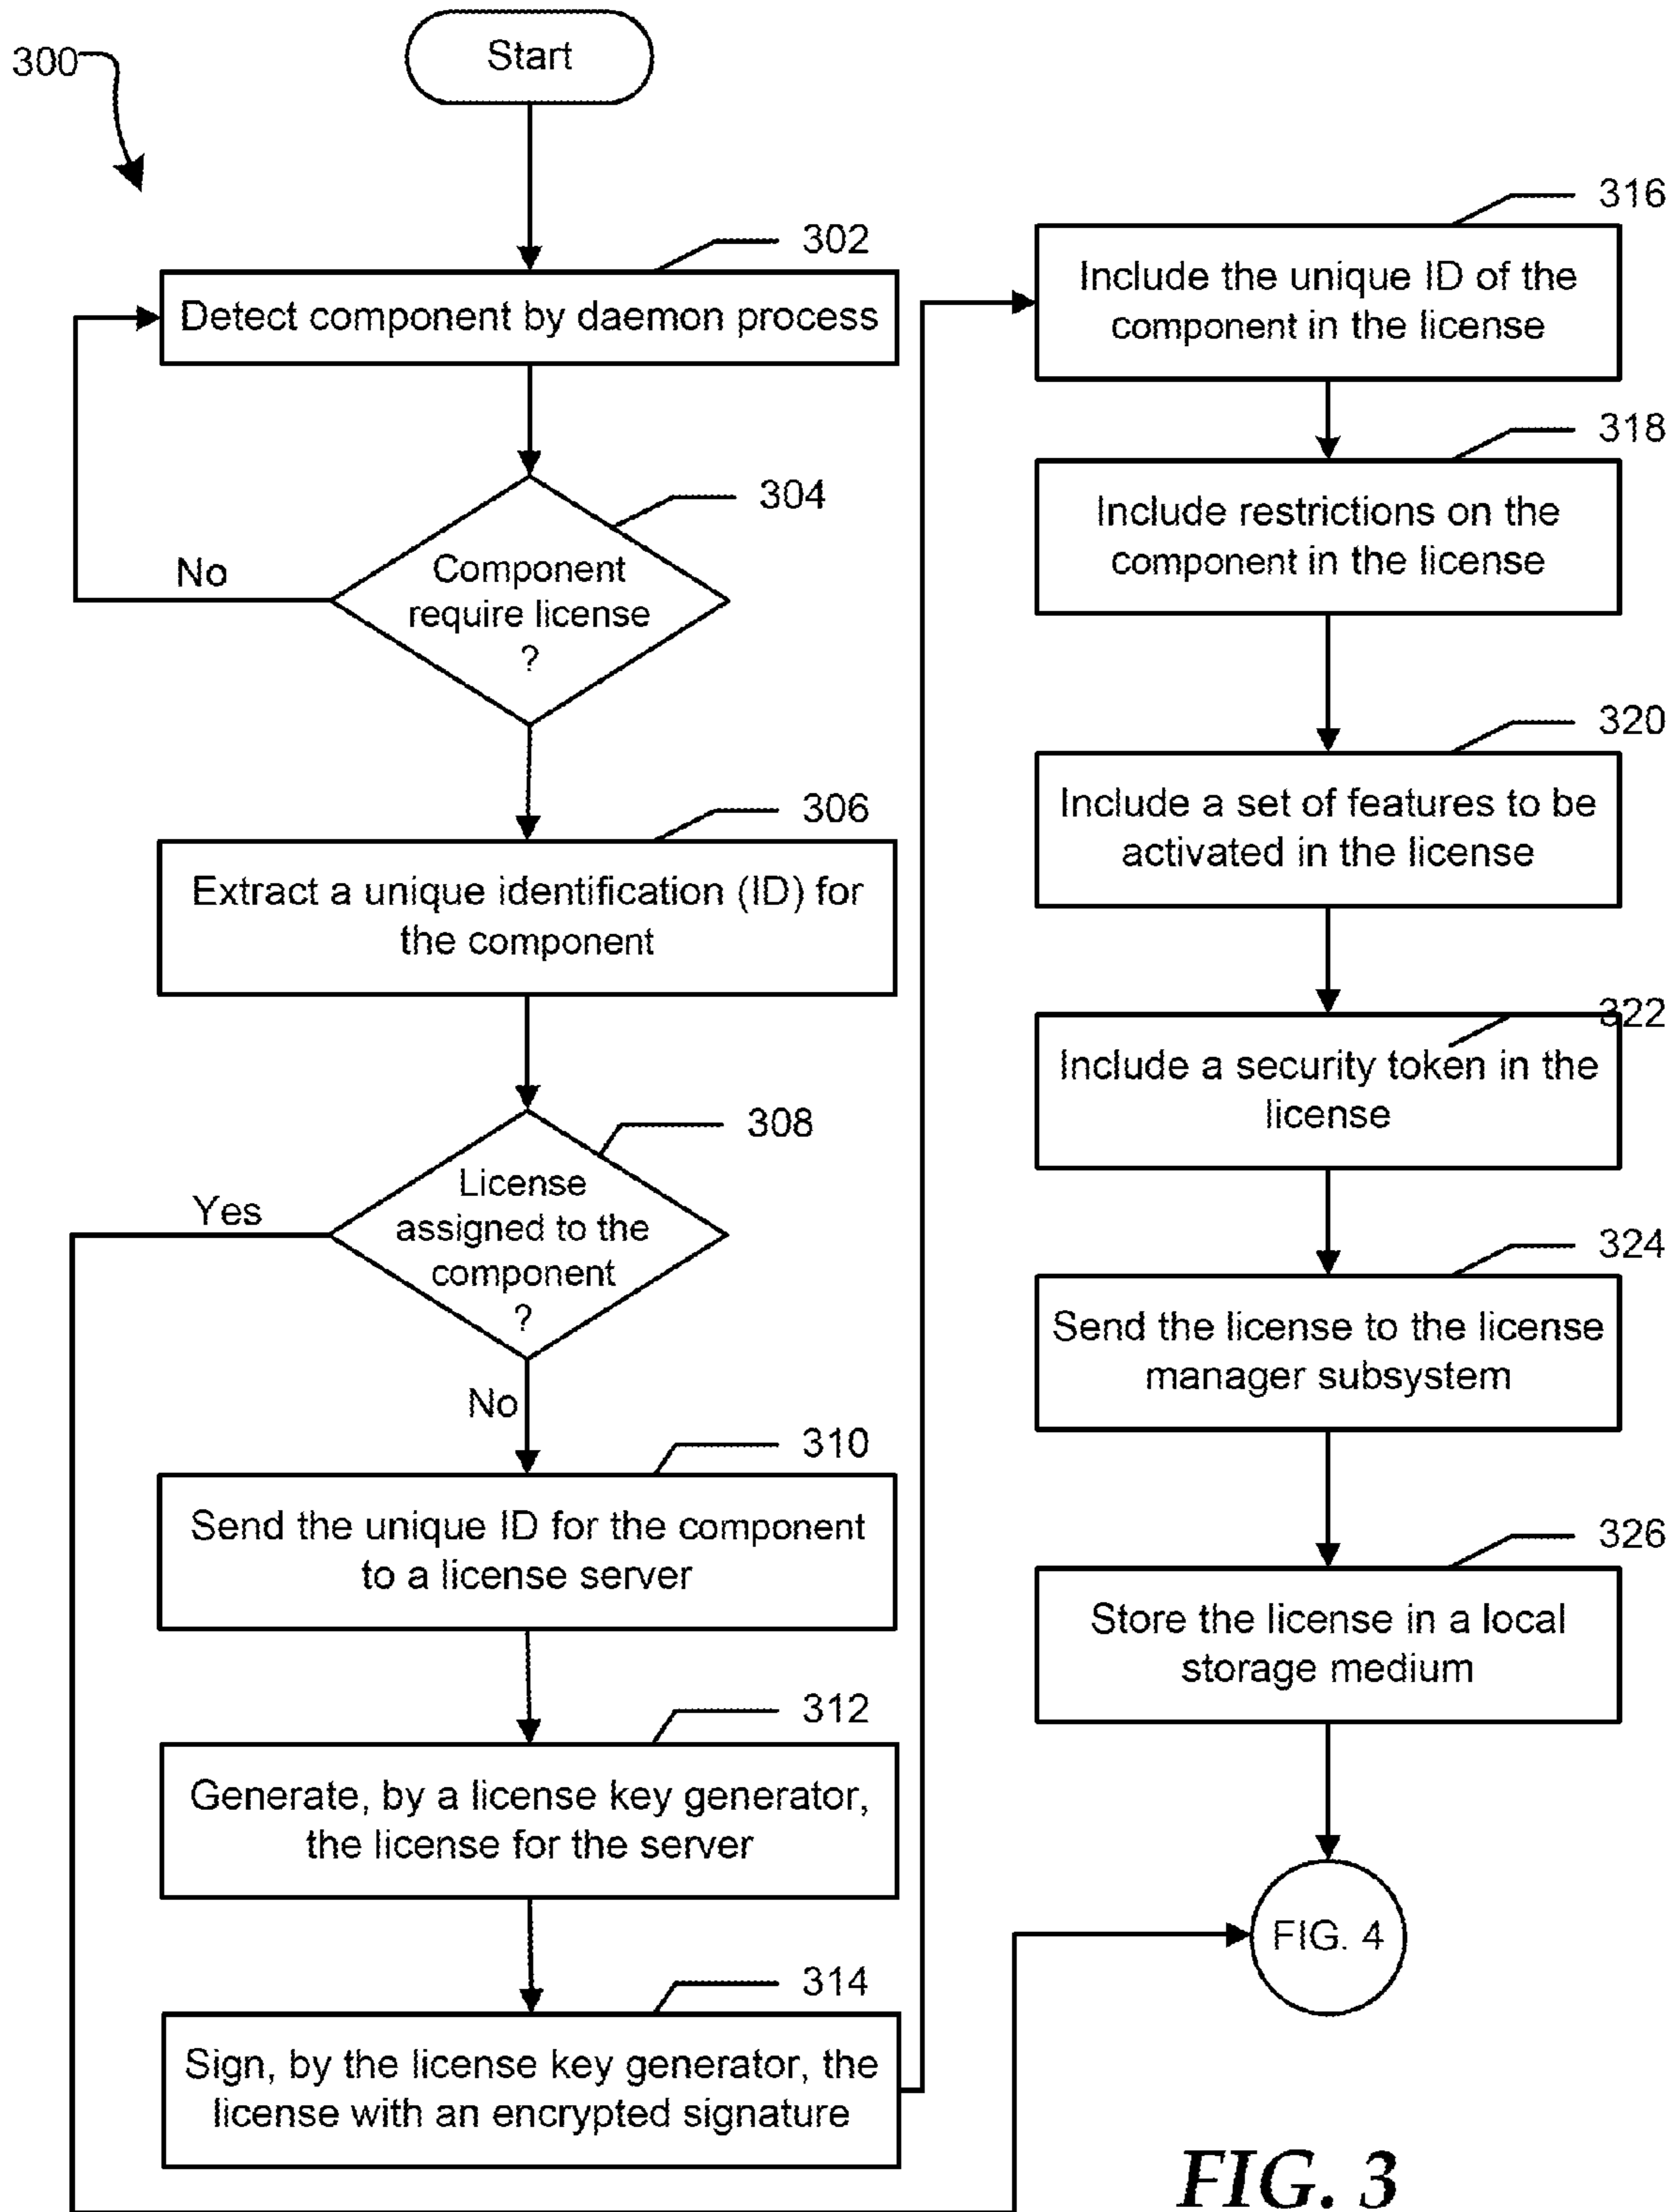 300
Start
302
Detect component by daemon process
304
Component
require license
?
No
306
Extract a unique identification (ID) for
the component
308
License
assigned to the
component
?
Yes
No
310
Send the unique ID for the component
to a license server
312
Generate, by a license key generator,
the license for the server
314
Sign, by the license key generator, the
license with an encrypted signature
316
Include the unique ID of the
component in the license
318
Include restrictions on the
component in the license
320
Include a set of features to be
activated in the license
322
Include a security token in the
license
324
Send the license to the license
manager subsystem
326
Store the license in a local
storage medium
FIG. 4
FIG. 3